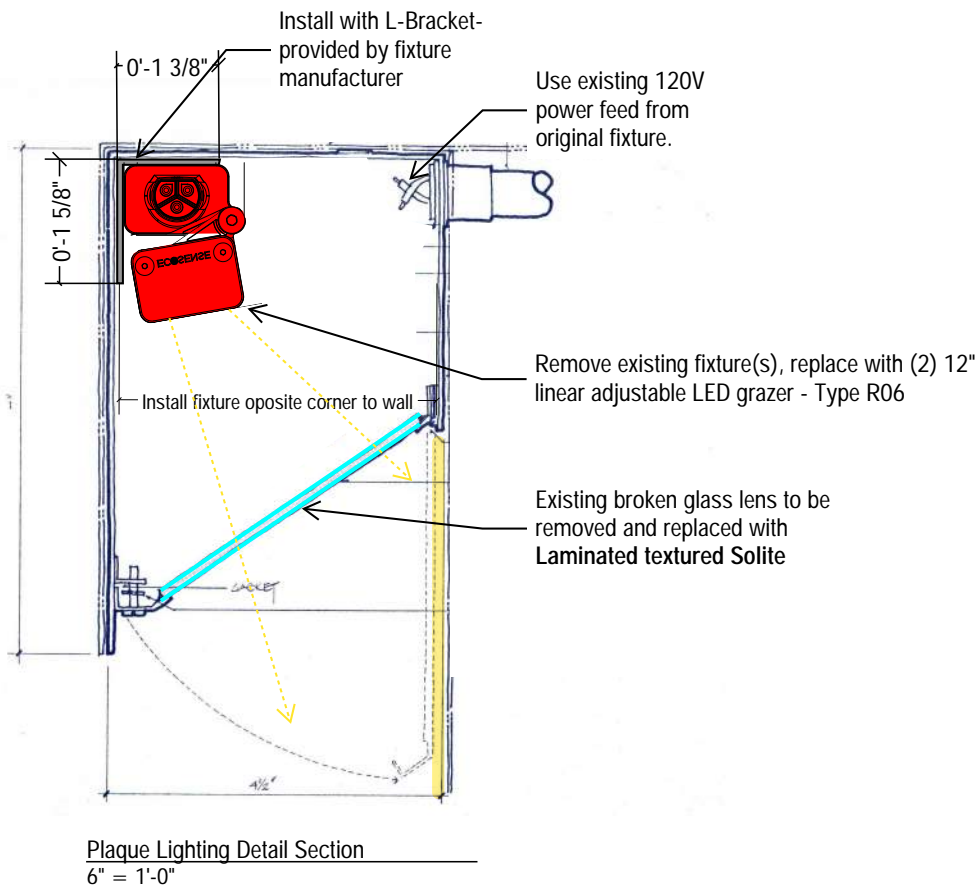 Install with L-Bracket-
provided by fixture
manufacturer
0'-1 3/8"
Use existing 120V
power feed from
original fixture.
0'-1 5/8"
ECOSENSE
Remove existing fixture(s), replace with (2) 12"
linear adjustable LED grazer - Type R06
Install fixture oposite corner to wall
Existing broken glass lens to be
removed and replaced with
Laminated textured Solite
GASKET
4½"
Plaque Lighting Detail Section
6" = 1'-0"